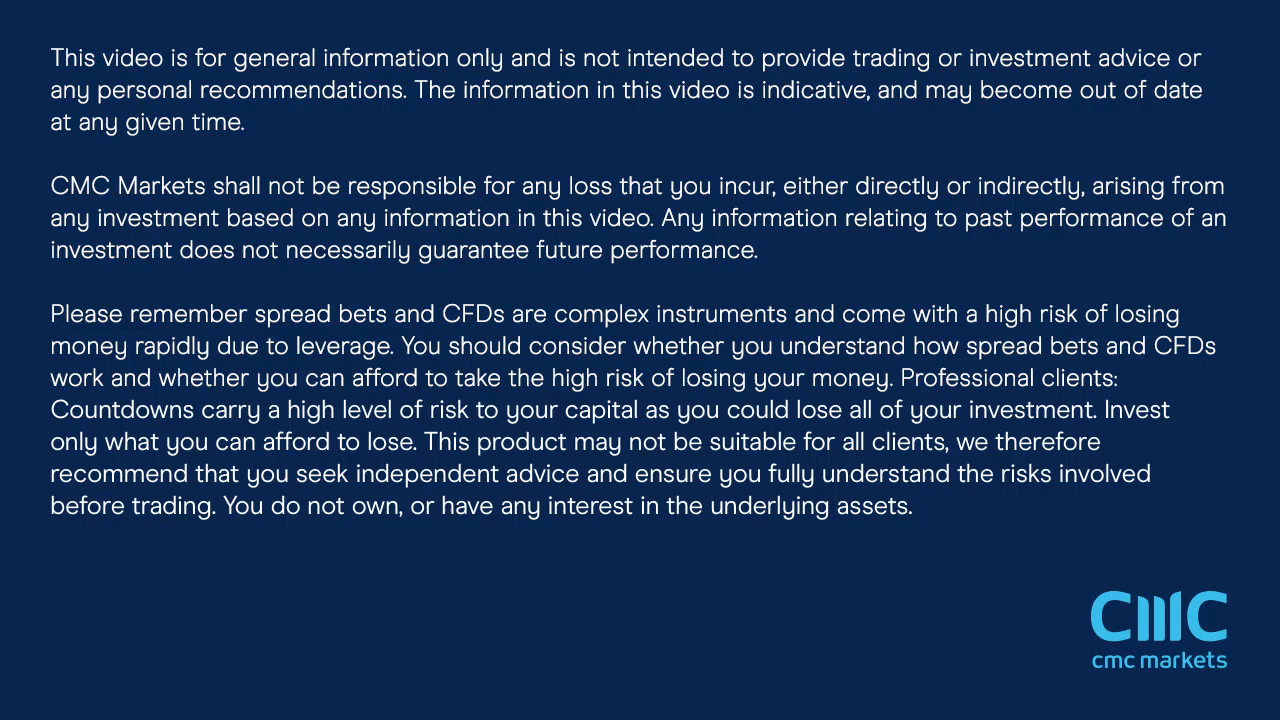 This video is for general information only and is not intended to provide trading or investment advice or
any personal recommendations. The information in this video is indicative, and may become out of date
at any given time.
CMC Markets shall not be responsible for any loss that you incur, either directly or indirectly, arising from
any investment based on any information in this video. Any information relating to past performance of an
investment does not necessarily guarantee future performance.
Please remember spread bets and CFDs are complex instruments and come with a high risk of losing
money rapidly due to leverage. You should consider whether you understand how spread bets and CFDs
work and whether you can afford to take the high risk of losing your money. Professional clients:
Countdowns carry a high level of risk to your capital as you could lose all of your investment. Invest
only what you can afford to lose. This product may not be suitable for all clients, we therefore
recommend that you seek independent advice and ensure you fully understand the risks involved
before trading. You do not own, or have any interest in the underlying assets.
CMC
cmc markets